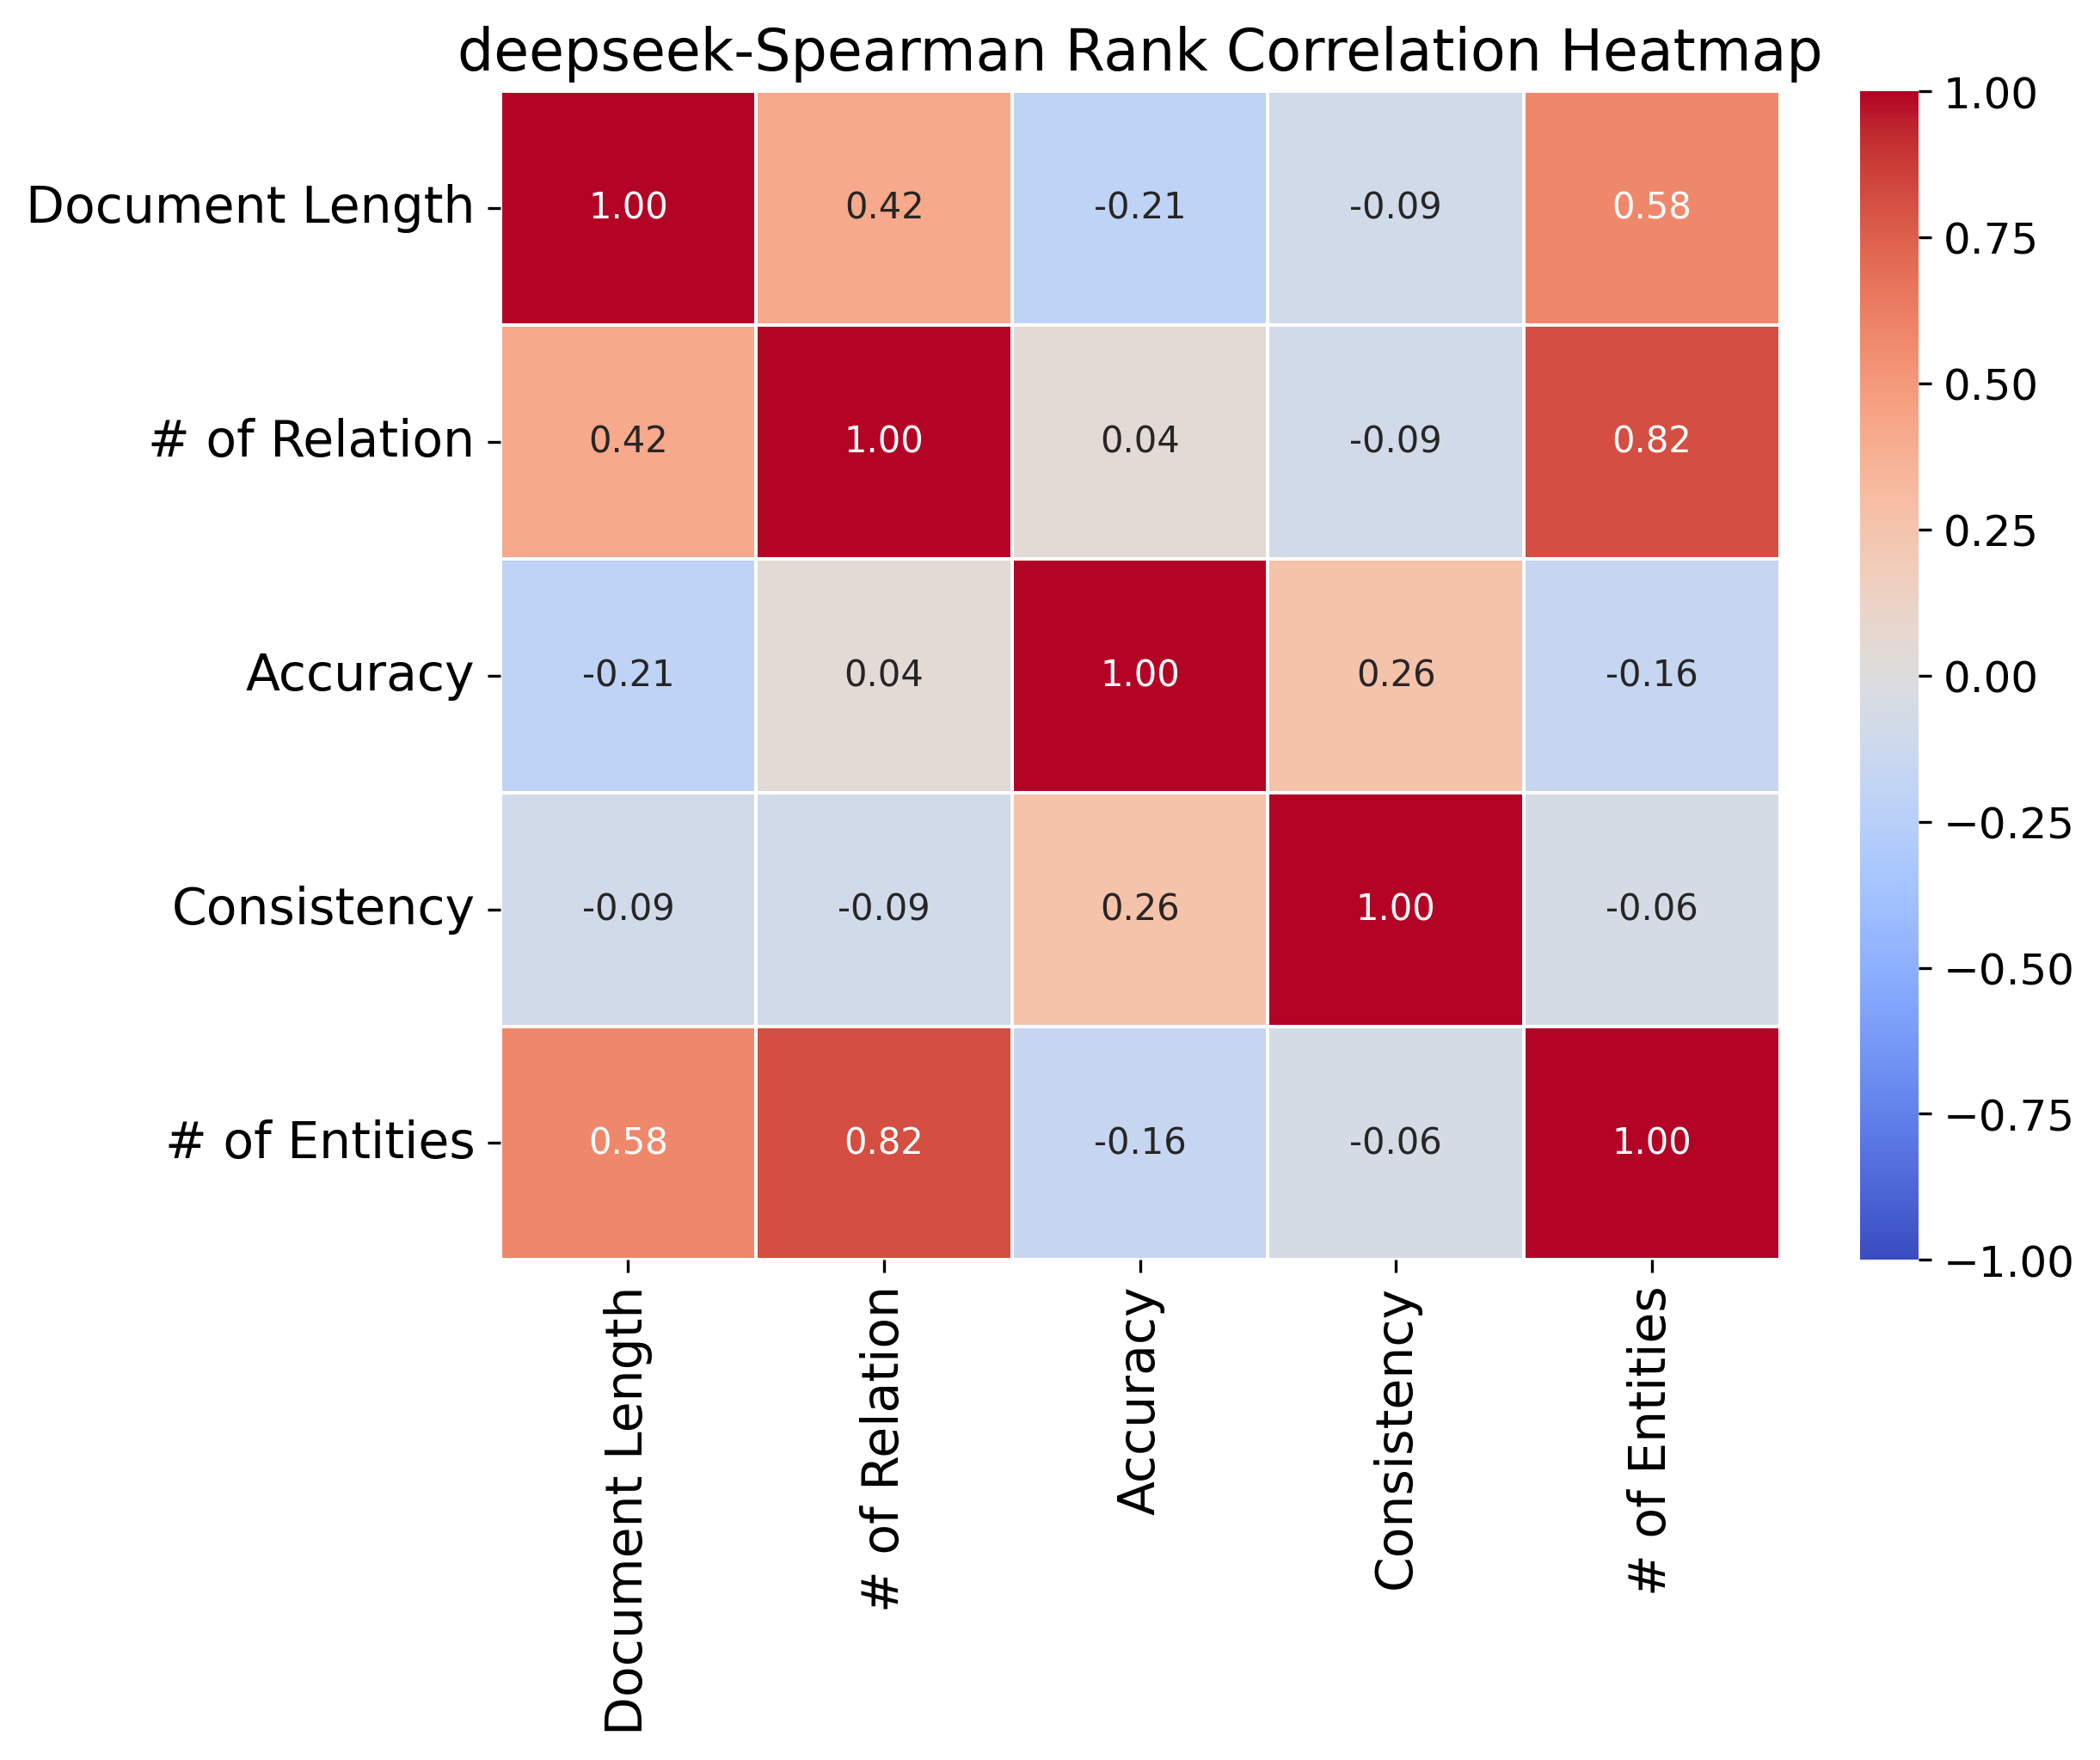 deepseek-Spearman Rank Correlation Heatmap
Document Length 1.00 0.42 -0.21 -0.09 0.58
# of Relation 0.42 1.00 0.04 -0.09 0.82
Accuracy -0.21 0.04 1.00 0.26 -0.16
Consistency -0.09 -0.09 0.26 1.00 -0.06
# of Entities 0.58 0.82 -0.16 -0.06 1.00
Document Length
# of Relation
Accuracy
Consistency
# of Entities
1.00
0.75
0.50
0.25
0.00
−0.25
−0.50
−0.75
−1.00